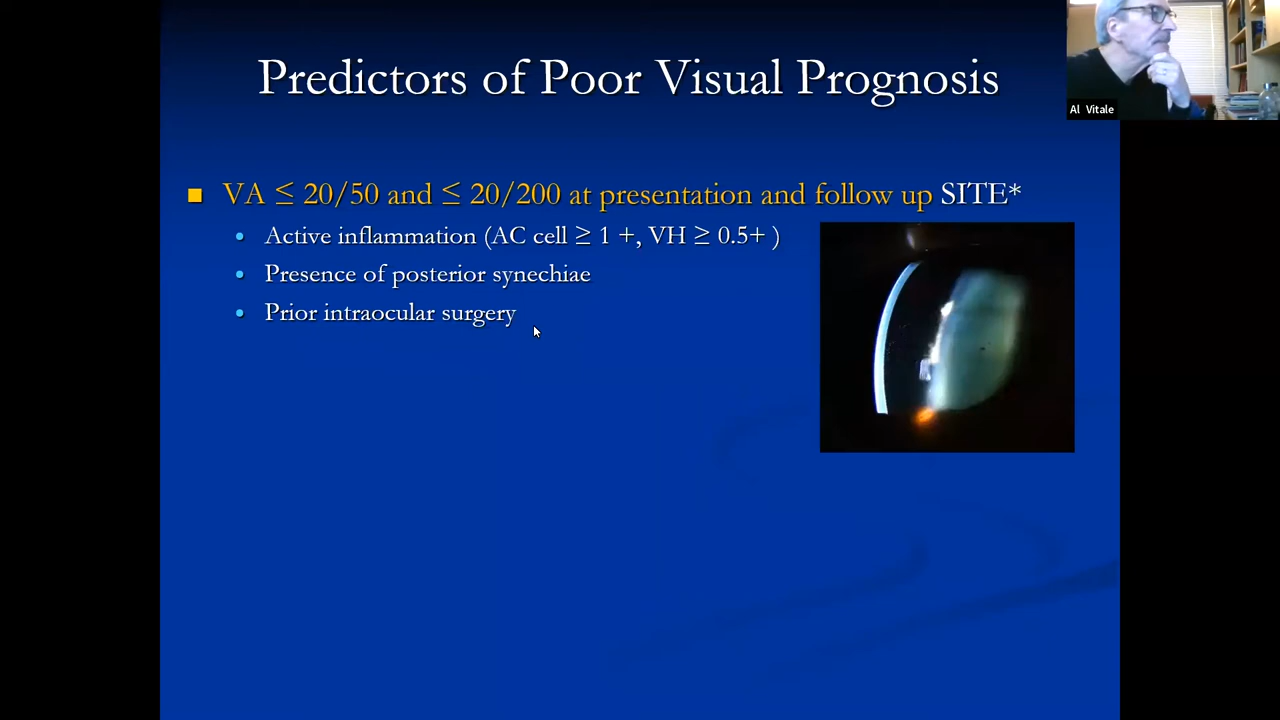 Predictors of Poor Visual Prognosis
Al Vitale
VA ≤ 20/50 and ≤ 20/200 at presentation and follow up SITE*
Active inflammation (AC cell ≥ 1 +, VH ≥ 0.5+ )
Presence of posterior synechiae
Prior intraocular surgery